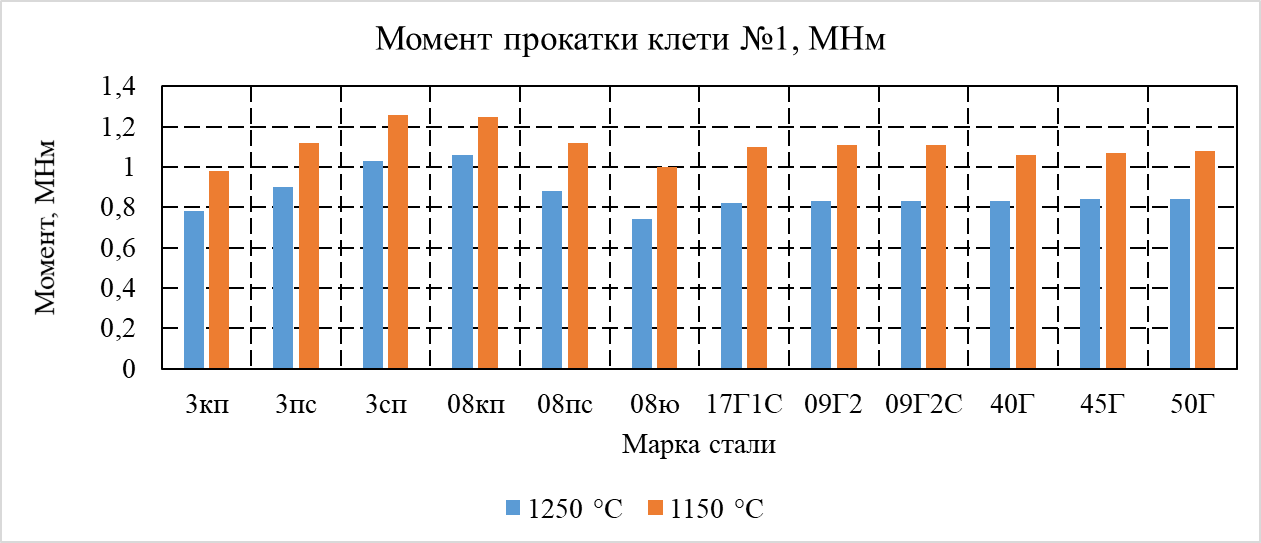 Момент прокатки клети №1, МНм
Момент, МНм
1,4
1,2
1
0,8
0,6
0,4
0,2
0
3кп 3пс 3сп 08кп 08пс 08ю 17Г1С 09Г2 09Г2С 40Г 45Г 50Г
Марка стали
1250 °С 1150 °С